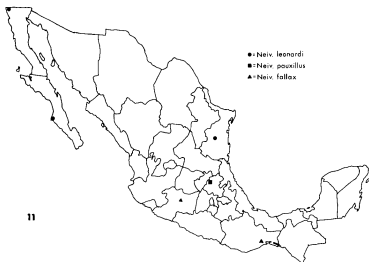 ●=Neiv. leonardi
■=Neiv. pauxillus
▲=Neiv. fallax
11